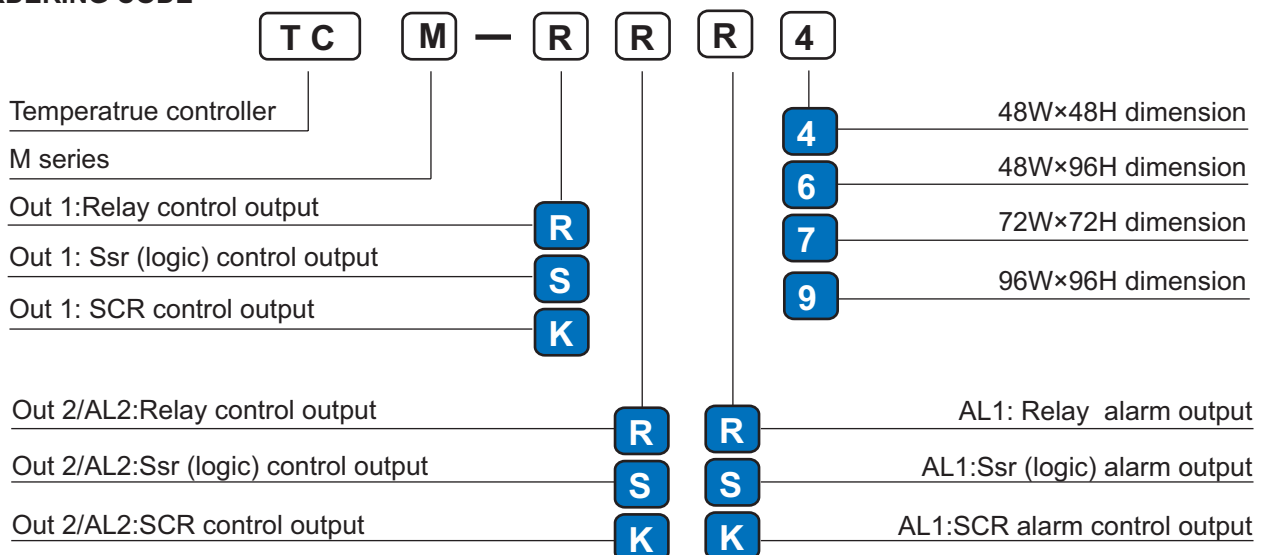 TC M — R R R 4
Temperatrue controller
M series
Out 1:Relay control output R
Out 1: Ssr (logic) control output S
Out 1: SCR control output K
4 48W×48H dimension
6 48W×96H dimension
7 72W×72H dimension
9 96W×96H dimension
Out 2/AL2:Relay control output R
Out 2/AL2:Ssr (logic) control output S
Out 2/AL2:SCR control output K
R AL1: Relay alarm output
S AL1:Ssr (logic) alarm output
K AL1:SCR alarm control output